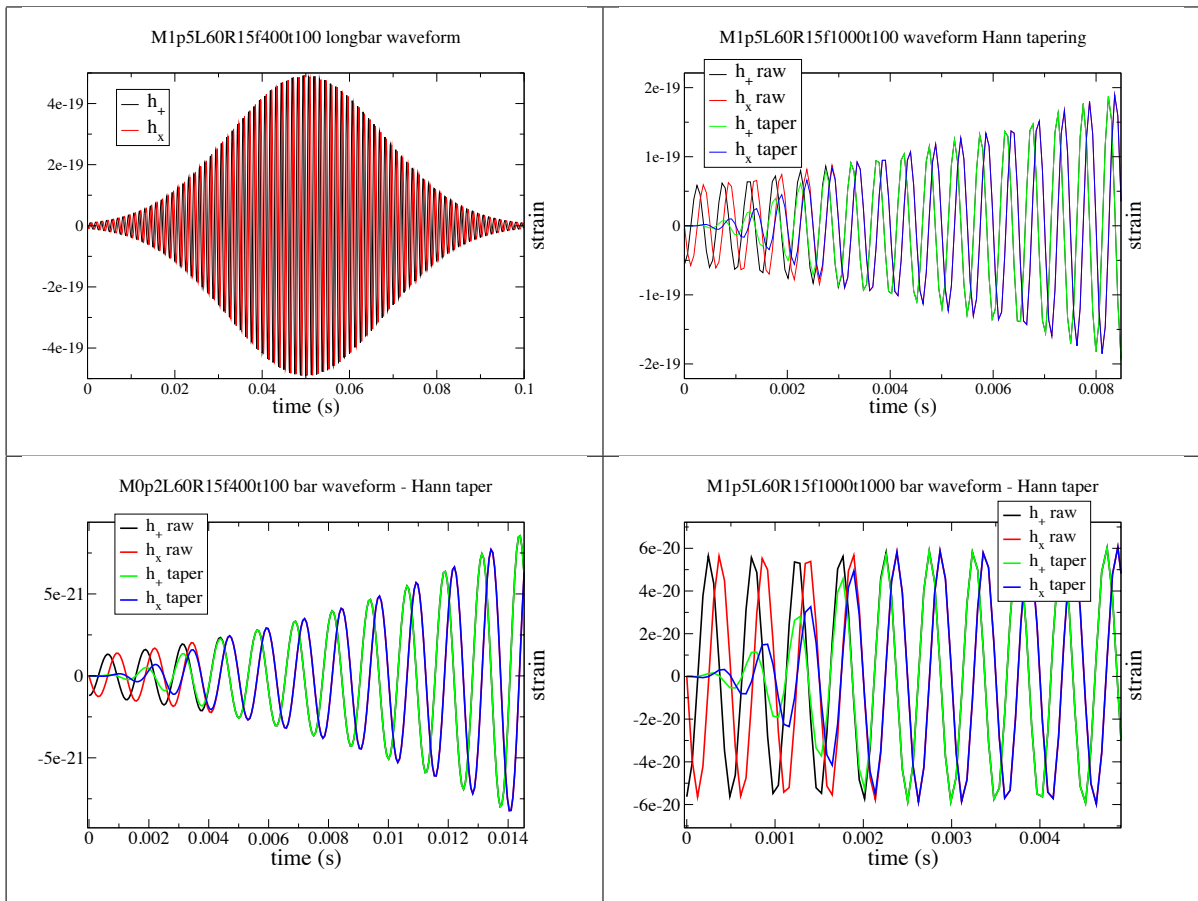 M1p5L60R15f400t100 longbar waveform
h+
hx
4e-19
2e-19
0
-2e-19
-4e-19
0 0.02 0.04 0.06 0.08 0.1
time (s)
strain
M1p5L60R15f1000t100 waveform Hann tapering
h+ raw
hx raw
h+ taper
hx taper
2e-19
1e-19
0
-1e-19
-2e-19
0 0.002 0.004 0.006 0.008
time (s)
strain
M0p2L60R15f400t100 bar waveform - Hann taper
h+ raw
hx raw
h+ taper
hx taper
5e-21
0
-5e-21
0 0.002 0.004 0.006 0.008 0.01 0.012 0.014
time (s)
strain
M1p5L60R15f1000t1000 bar waveform - Hann taper
h+ raw
hx raw
h+ taper
hx taper
6e-20
4e-20
2e-20
0
-2e-20
-4e-20
-6e-20
0 0.001 0.002 0.003 0.004
time (s)
strain